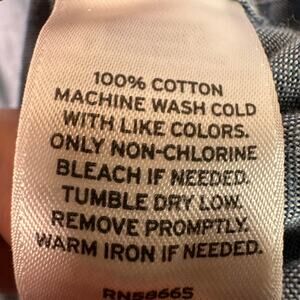 100% COTTON
MACHINE WASH COLD
WITH LIKE COLORS.
ONLY NON-CHLORINE
BLEACH IF NEEDED.
TUMBLE DRY LOW.
REMOVE PROMPTLY.
WARM IRON IF NEEDED.
RN58665